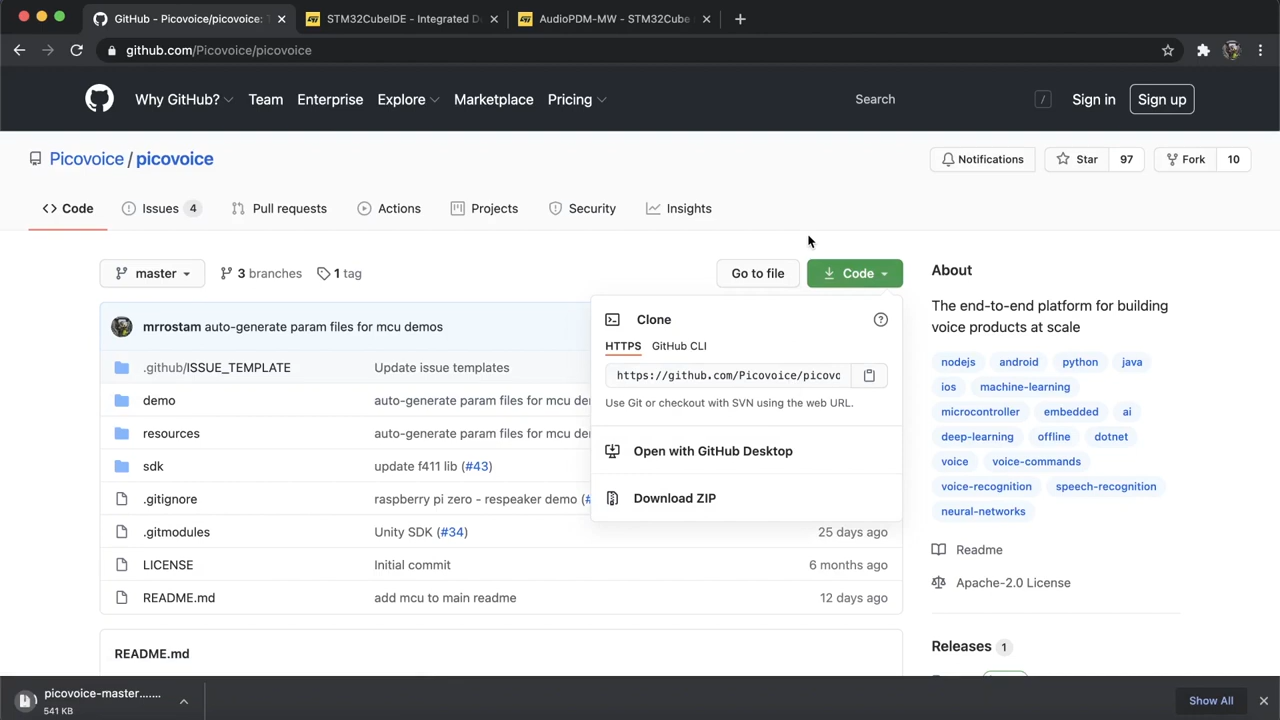 GitHub - Picovoice/picovoice: T
STM32CubeIDE - Integrated D
AudioPDM-MW - STM32Cube
github.com/Picovoice/picovoice
Why GitHub?
Team
Enterprise
Explore
Marketplace
Pricing
Search
/
Sign in
Sign up
Picovoice / picovoice
Notifications
Star
97
Fork
10
Code
Issues
4
Pull requests
Actions
Projects
Security
Insights
master
3 branches
1 tag
Go to file
Code
About
The end-to-end platform for building
voice products at scale
mrrostam auto-generate param files for mcu demos
.github/ISSUE_TEMPLATE
Update issue templates
demo
auto-generate param files for mcu de
resources
auto-generate param files for mcu de
sdk
update f411 lib (#43)
.gitignore
raspberry pi zero - respeaker demo (#
.gitmodules
Unity SDK (#34)
25 days ago
LICENSE
Initial commit
6 months ago
README.md
add mcu to main readme
12 days ago
Clone
HTTPS
GitHub CLI
https://github.com/Picovoice/picovo
Use Git or checkout with SVN using the web URL.
Open with GitHub Desktop
Download ZIP
nodejs
android
python
java
ios
machine-learning
microcontroller
embedded
ai
deep-learning
offline
dotnet
voice
voice-commands
voice-recognition
speech-recognition
neural-networks
Readme
Apache-2.0 License
Releases 1
README.md
picovoice-master......
541 KB
Show All